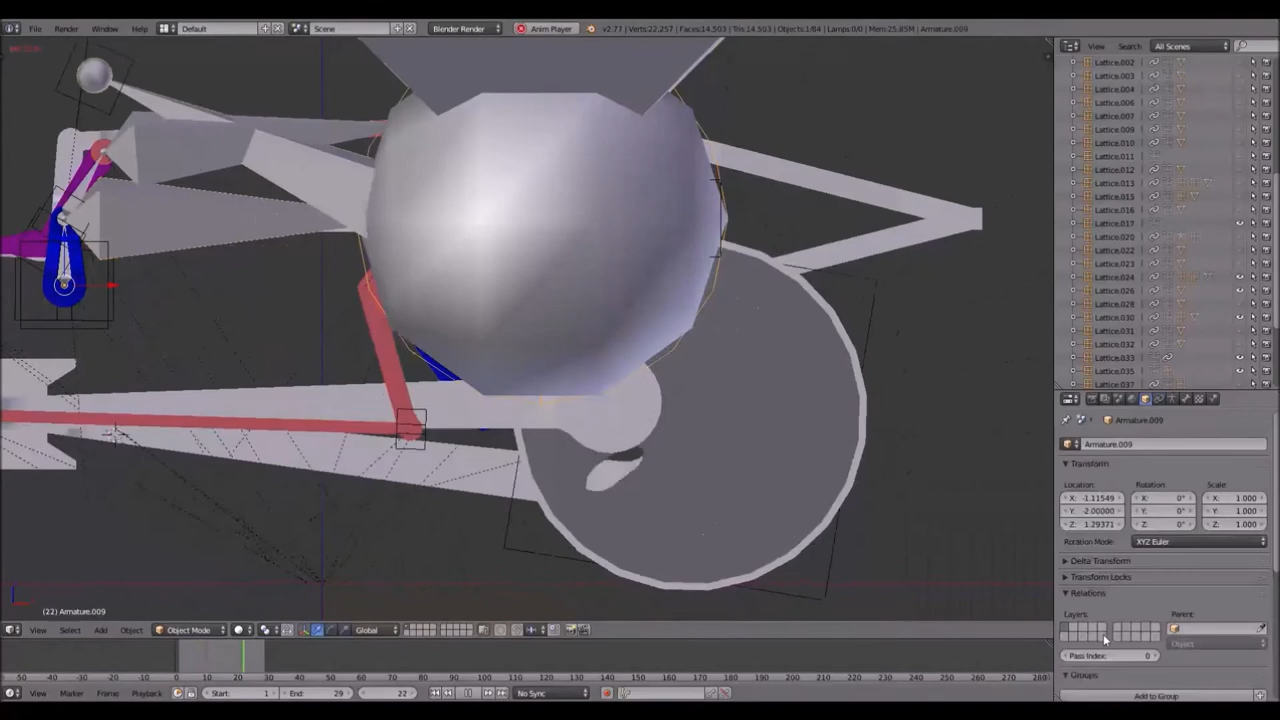 File Render Window Help Default Scene Blender Render Anim Player v2.77 | Verts:22,257 | Faces:14,503 | Tris:14,503 | Objects:1/84 | Lamps:0/0 | Mem:25.85M | Armature.009
View Search All Scenes
Lattice.002
Lattice.003
Lattice.004
Lattice.006
Lattice.007
Lattice.009
Lattice.010
Lattice.011
Lattice.012
Lattice.013
Lattice.015
Lattice.016
Lattice.017
Lattice.020
Lattice.022
Lattice.023
Lattice.024
Lattice.026
Lattice.028
Lattice.030
Lattice.031
Lattice.032
Lattice.033
Lattice.035
Lattice.037
Armature.009
Armature.009
Transform
Location: Rotation: Scale:
X: -1.11549 X: 0° X: 1.000
Y: -2.00000 Y: 0° Y: 1.000
Z: 1.29371 Z: 0° Z: 1.000
Rotation Mode: XYZ Euler
Delta Transform
Transform Locks
Relations
Layers: Parent:
Object
Pass Index: 0
Groups
Add to Group
(22) Armature.009
View Select Add Object Object Mode Global
-50 -40 -30 -20 -10 0 10 20 30 40 50 60 70 80 90 100 110 120 130 140 150 160 170 180 190 200 210 220 230 240 250 260 270 280
View Marker Frame Playback Start: 1 End: 29 22 No Sync